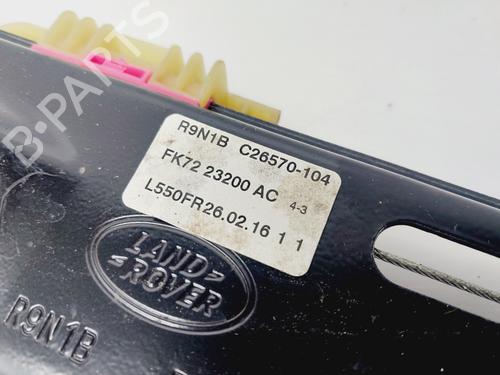 B-PARTS
R9N1B C26570-104
FK72 23200 AC 4-3
L550FR26.02.16 1 1
LAND
ROVER
R9N1B